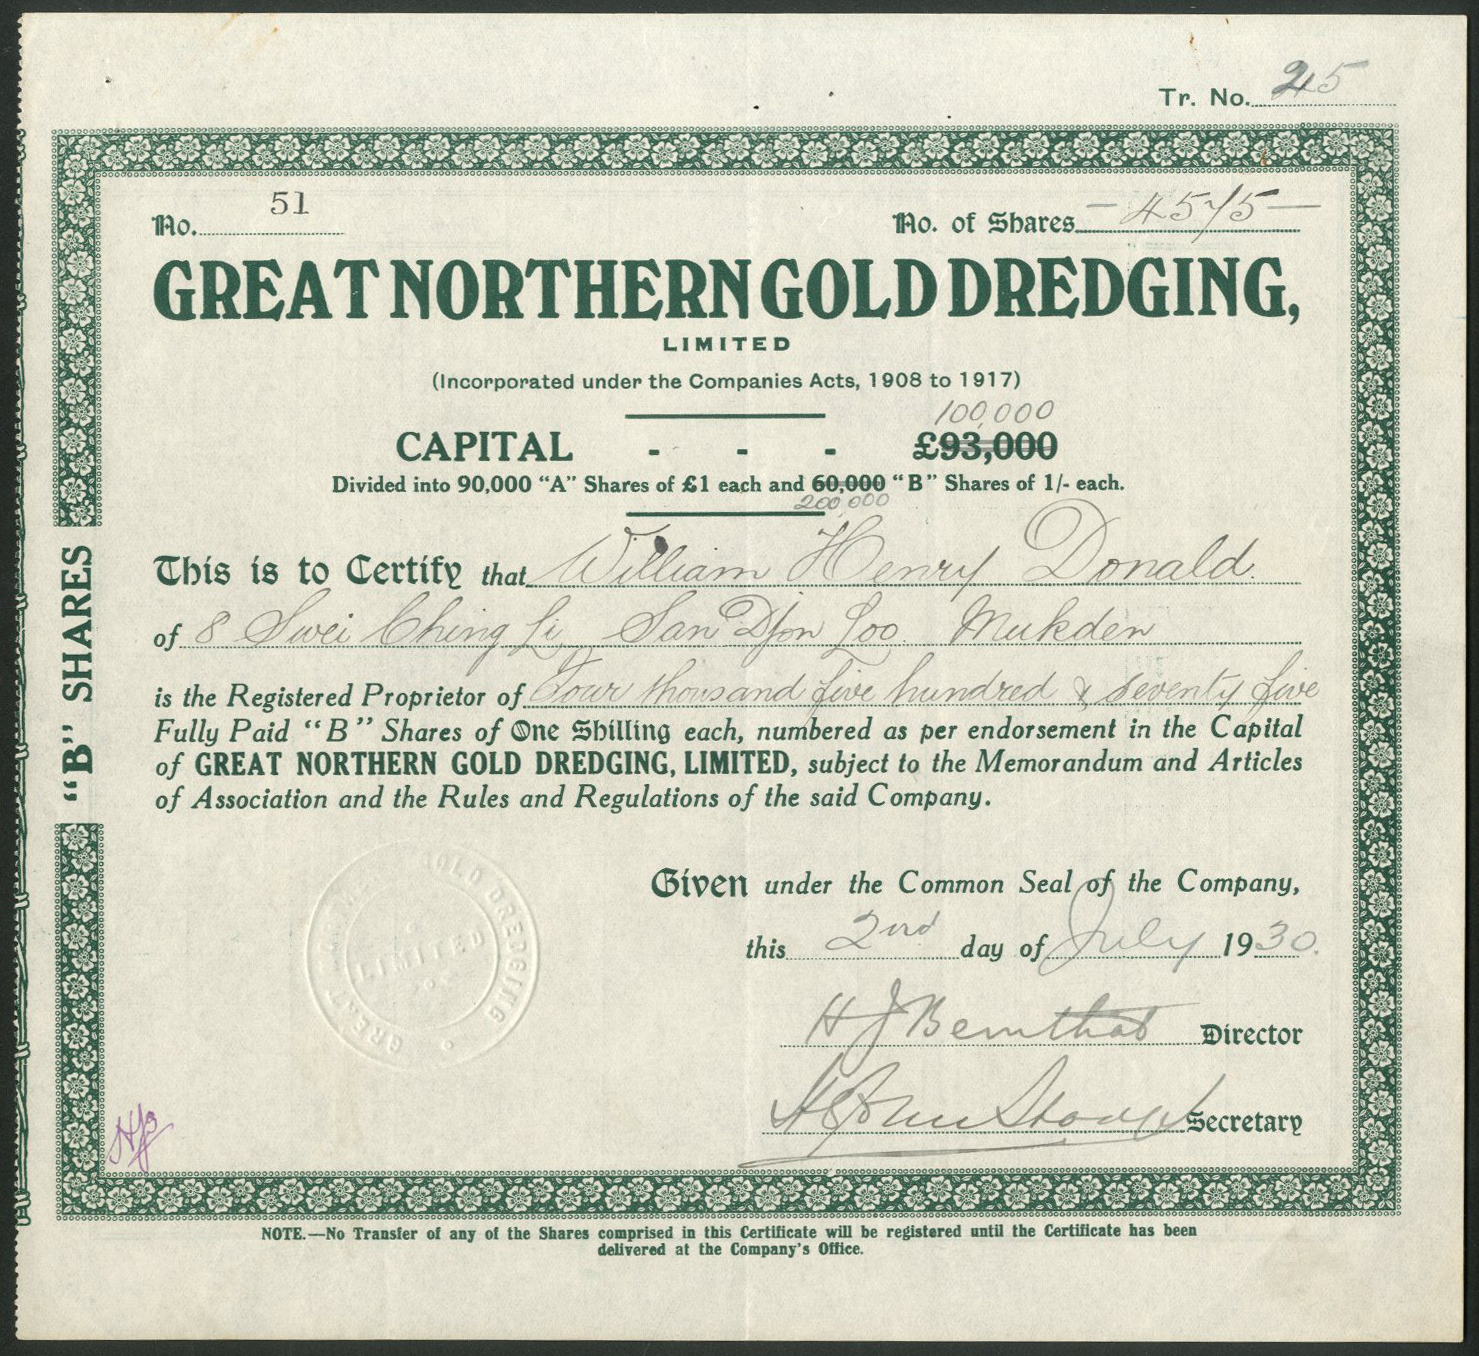 Tr. No. 25
No. 51
No. of Shares - 4575 -
GREAT NORTHERN GOLD DREDGING,
LIMITED
(Incorporated under the Companies Acts, 1908 to 1917)
100,000
CAPITAL - - - £93,000
Divided into 90,000 "A" Shares of £1 each and 60,000 "B" Shares of 1/- each.
200,000
This is to Certify that William Henry Donald.
of 8 Swei Ching Li San Djon Loo Mukden
is the Registered Proprietor of Four thousand five hundred & seventy five
Fully Paid "B" Shares of One Shilling each, numbered as per endorsement in the Capital
of GREAT NORTHERN GOLD DREDGING, LIMITED, subject to the Memorandum and Articles
of Association and the Rules and Regulations of the said Company.
"B" SHARES
GREAT GOLD DREDGING
LIMITED
Given under the Common Seal of the Company,
this 2nd day of July 1930.
H J Director
Secretary
HJB
NOTE.—No Transfer of any of the Shares comprised in this Certificate will be registered until the Certificate has been
delivered at the Company's Office.